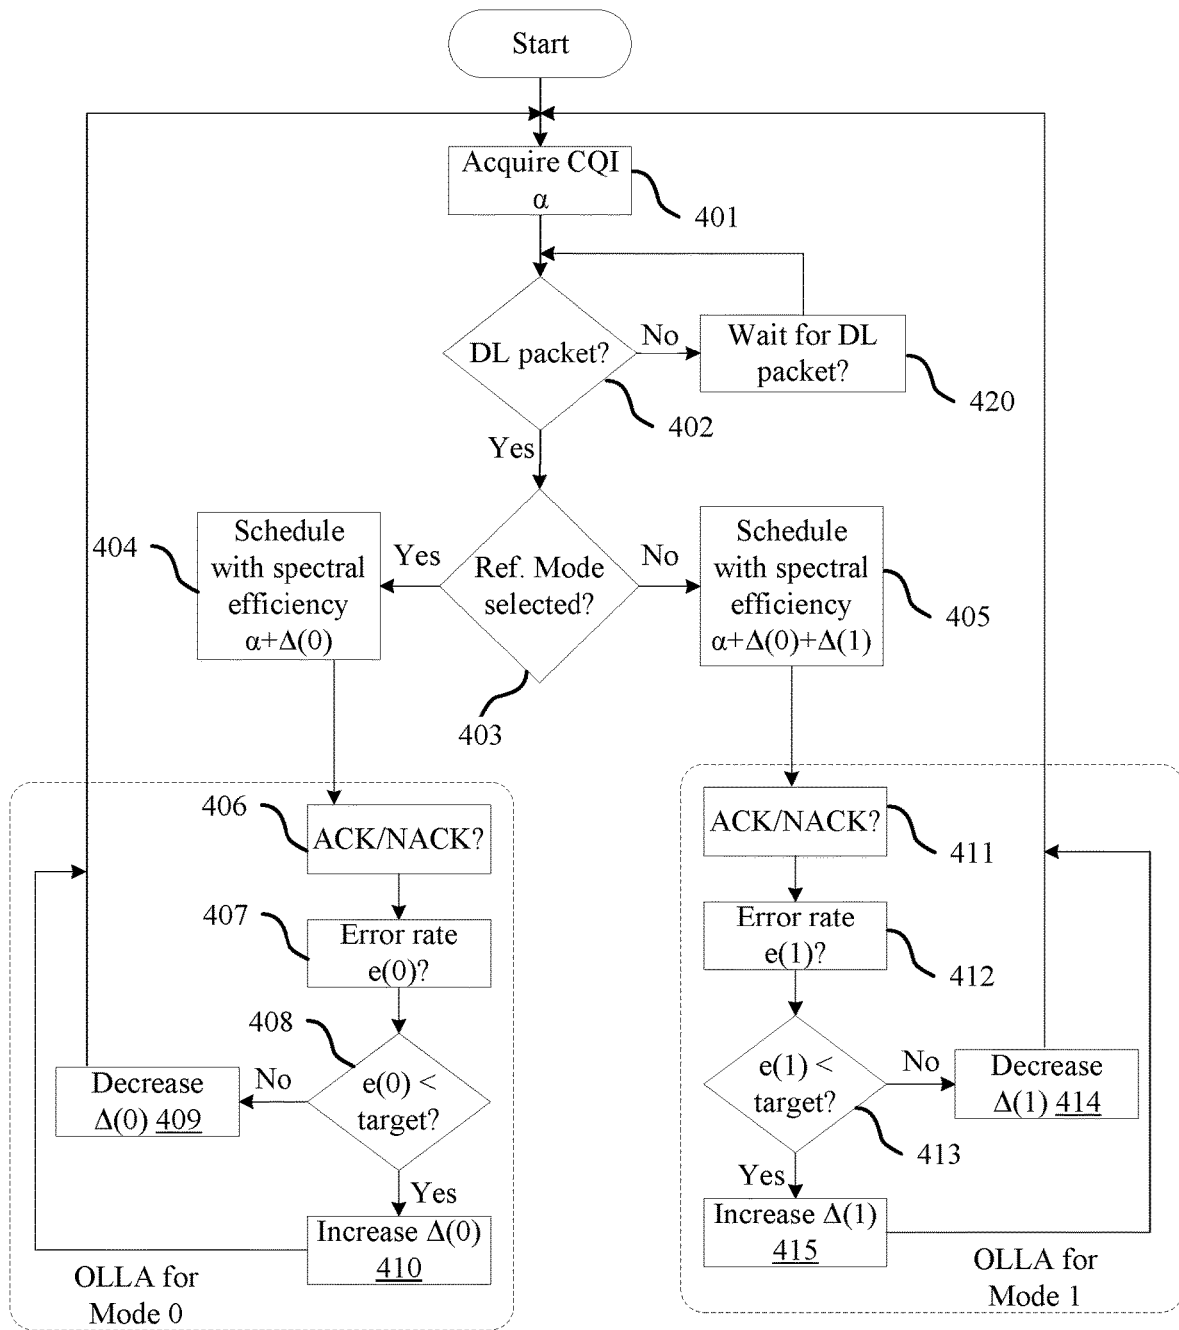 Start
Acquire CQI
α
401
DL packet?
No
Wait for DL
packet?
420
402
Yes
404
Schedule
with spectral
efficiency
α+Δ(0)
Yes
Ref. Mode
selected?
No
Schedule
with spectral
efficiency
α+Δ(0)+Δ(1)
405
403
406
ACK/NACK?
407
Error rate
e(0)?
408
e(0) <
target?
No
Decrease
Δ(0) 409
Yes
Increase Δ(0)
410
OLLA for
Mode 0
ACK/NACK?
411
Error rate
e(1)?
412
e(1) <
target?
No
Decrease
Δ(1) 414
413
Yes
Increase Δ(1)
415
OLLA for
Mode 1